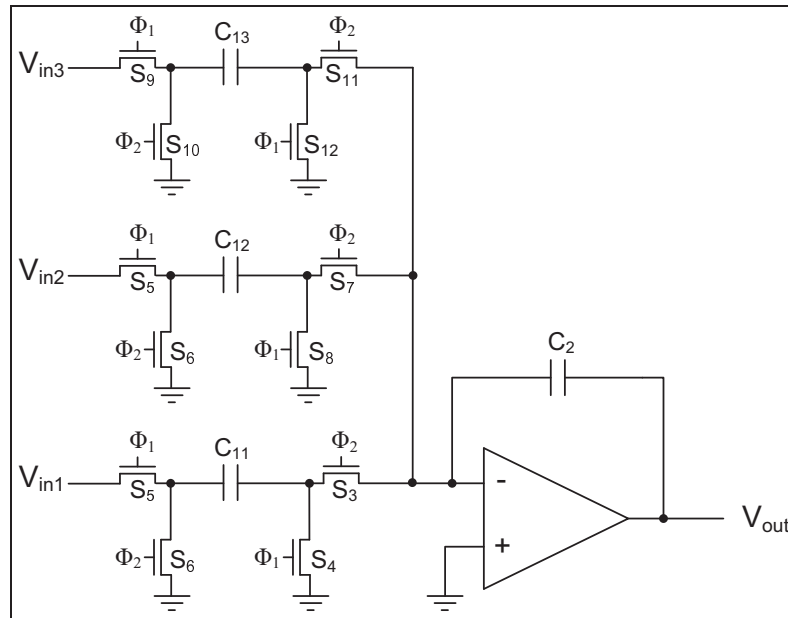 Φ1 C13 Φ2
Vin3 S9 S11
Φ2 S10 Φ1 S12
Φ1 C12 Φ2
Vin2 S5 S7
Φ2 S6 Φ1 S8
C2
Φ1 C11 Φ2
Vin1 S5 S3 -
Φ2 S6 Φ1 S4 + Vout